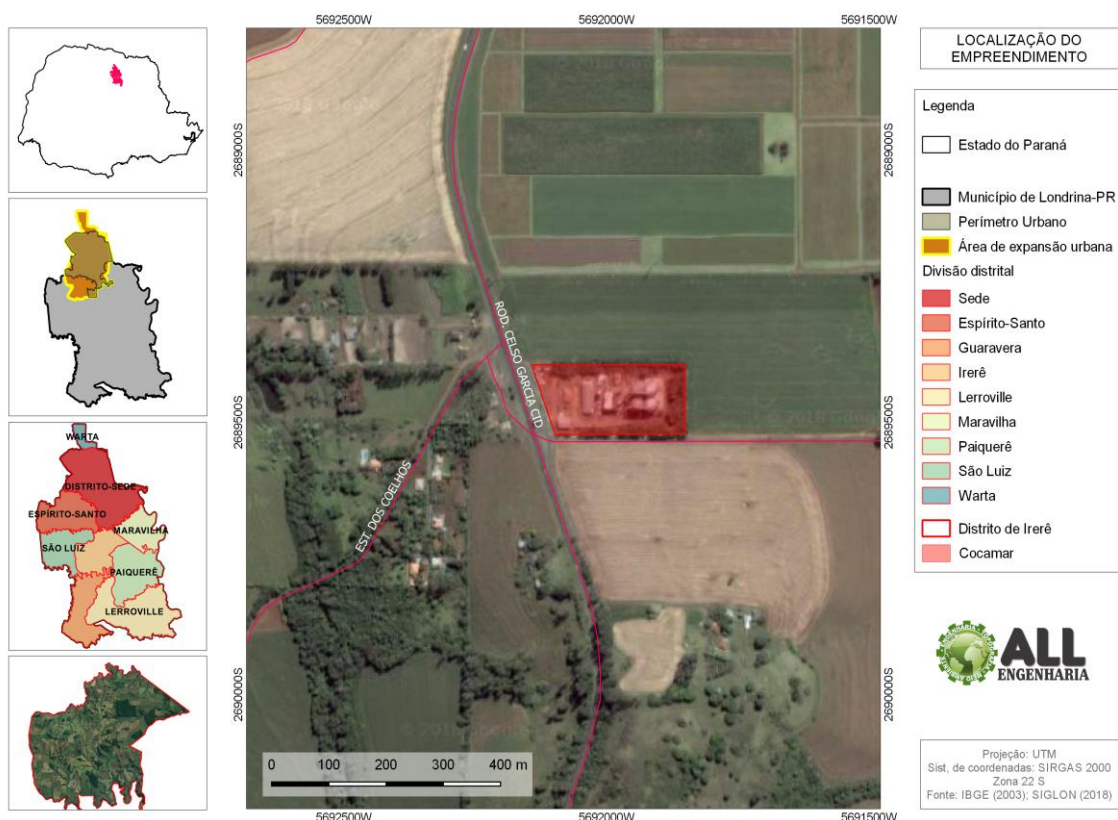 5692500W
5692000W
5691500W
LOCALIZAÇÃO DO
EMPREENDIMENTO
Legenda
Estado do Paraná
Município de Londrina-PR
Perímetro Urbano
Área de expansão urbana
Divisão distrital
Sede
Espírito-Santo
Guaravera
Irerê
Lerroville
Maravilha
Paiquerê
São Luiz
Warta
Distrito de Irerê
Cocamar
ALL
ENGENHARIA
Projeção: UTM
Sist, de coordenadas: SIRGAS 2000
Zona 22 S
Fonte: IBGE (2003); SIGLON (2018)
2689000S
2689000S
2689500S
2689500S
2690000S
2690000S
ROD. CELSO GARCIA CID
EST. DOS COELHOS
WARTA
DISTRITO-SEDE
ESPÍRITO-SANTO
MARAVILHA
SÃO LUIZ
PAIQUERÊ
LERROVILLE
0 100 200 300 400 m
5692500W
5692000W
5691500W